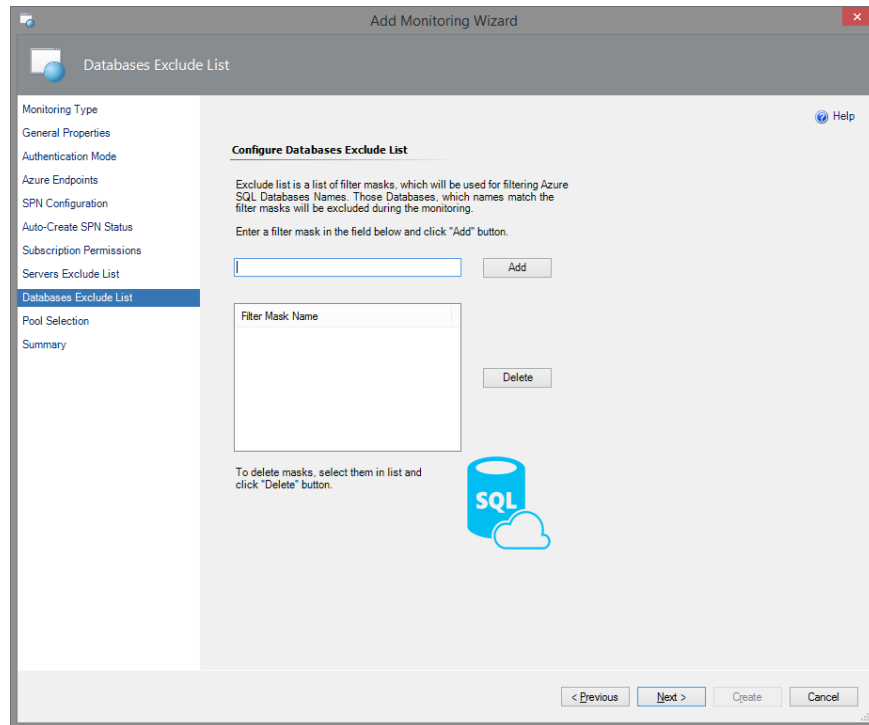 Add Monitoring Wizard
Databases Exclude List
Monitoring Type
General Properties
Authentication Mode
Azure Endpoints
SPN Configuration
Auto-Create SPN Status
Subscription Permissions
Servers Exclude List
Databases Exclude List
Pool Selection
Summary
Help
Configure Databases Exclude List
Exclude list is a list of filter masks, which will be used for filtering Azure
SQL Databases Names. Those Databases, which names match the
filter masks will be excluded during the monitoring.
Enter a filter mask in the field below and click "Add" button.
Add
Filter Mask Name
Delete
To delete masks, select them in list and
click "Delete" button.
SQL
< Previous
Next >
Create
Cancel